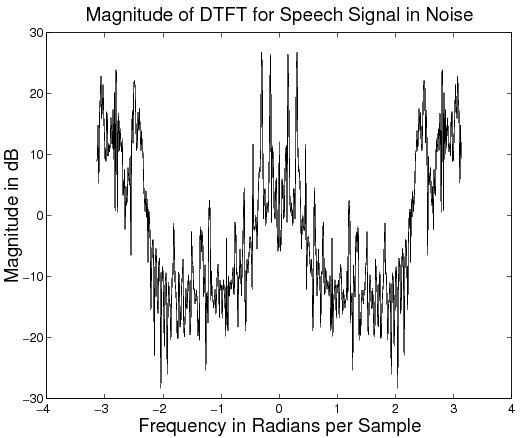 Magnitude of DTFT for Speech Signal in Noise
30
20
10
0
−10
−20
−30
Magnitude in dB
−4 −3 −2 −1 0 1 2 3 4
Frequency in Radians per Sample